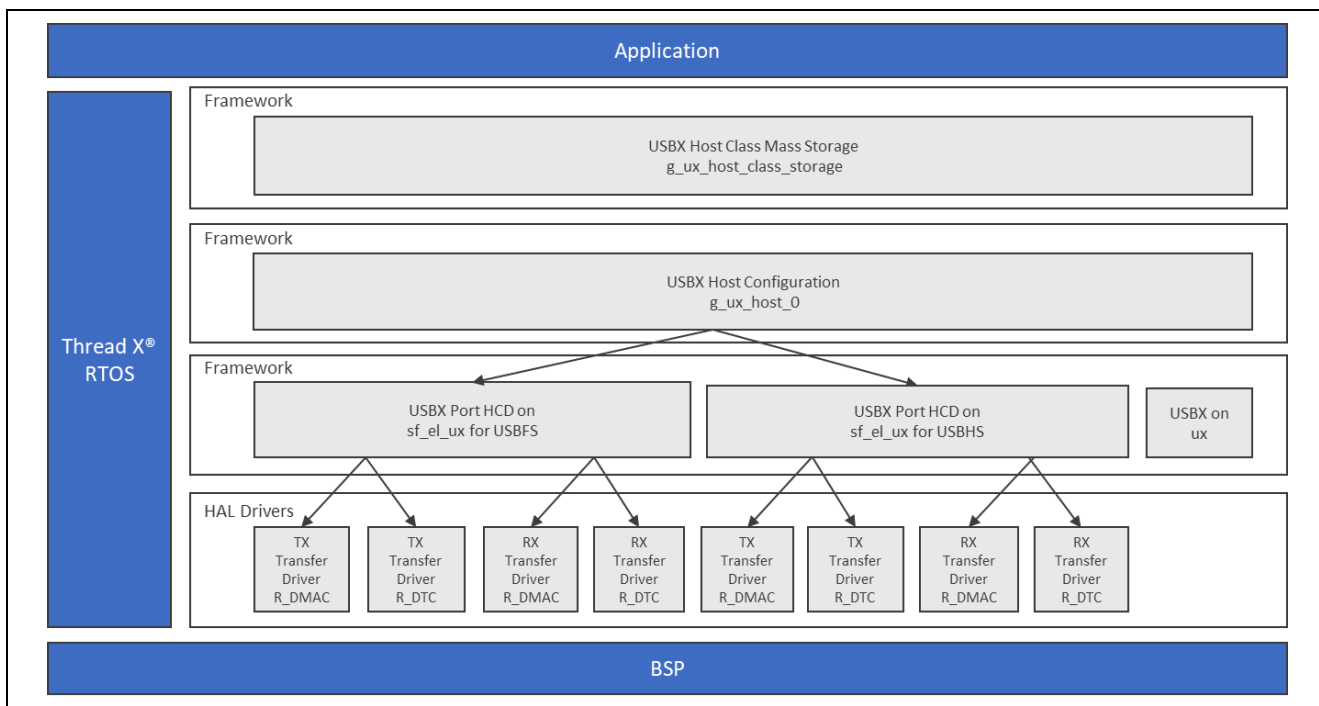 Application
Thread X®
RTOS
Framework
USBX Host Class Mass Storage
g_ux_host_class_storage
Framework
USBX Host Configuration
g_ux_host_0
Framework
USBX Port HCD on
sf_el_ux for USBFS
USBX Port HCD on
sf_el_ux for USBHS
USBX on
ux
HAL Drivers
TX
Transfer
Driver
R_DMAC
TX
Transfer
Driver
R_DTC
RX
Transfer
Driver
R_DMAC
RX
Transfer
Driver
R_DTC
TX
Transfer
Driver
R_DMAC
TX
Transfer
Driver
R_DTC
RX
Transfer
Driver
R_DMAC
RX
Transfer
Driver
R_DTC
BSP